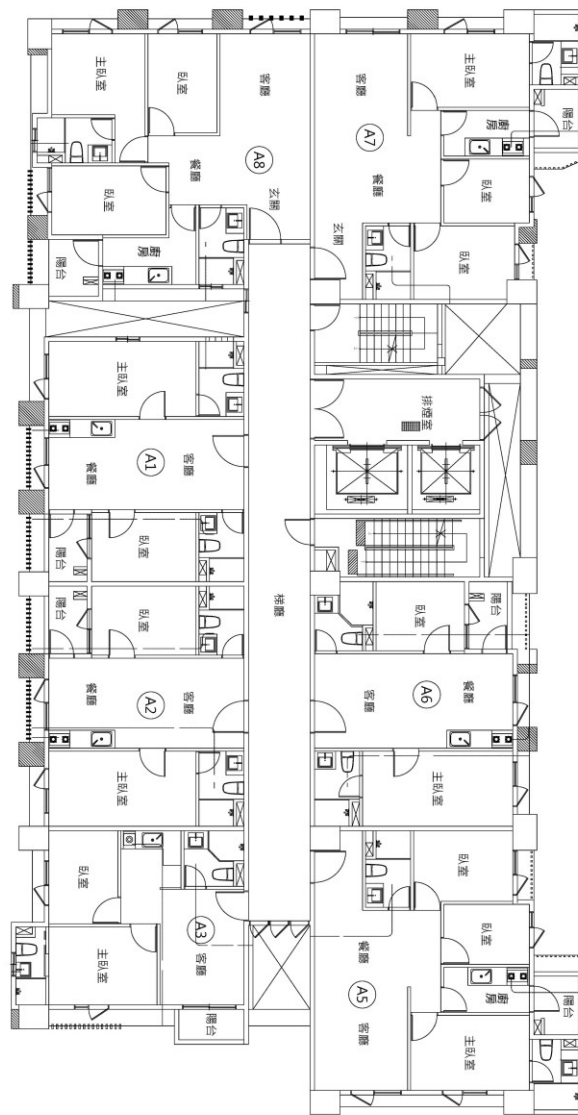 主臥室
臥室
客廳
客廳
主臥室
陽台
廚房
A8
A7
餐廳
餐廳
臥室
臥室
玄關
玄關
臥室
陽台
廚房
主臥室
排煙室
A1
客廳
餐廳
陽台
臥室
陽台
臥室
梯廳
臥室
陽台
A2
客廳
餐廳
A6
客廳
餐廳
主臥室
主臥室
臥室
臥室
A3
客廳
主臥室
臥室
餐廳
A5
客廳
廚房
陽台
陽台
主臥室